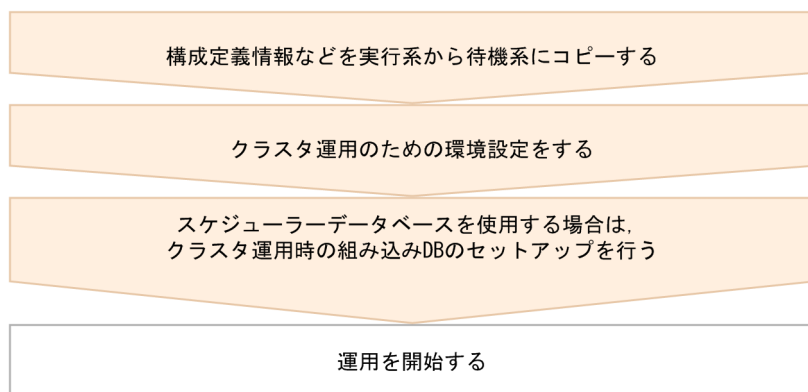 構成定義情報などを実行系から待機系にコピーする
クラスタ運用のための環境設定をする
スケジューラーデータベースを使用する場合は,
クラスタ運用時の組み込みDBのセットアップを行う
運用を開始する